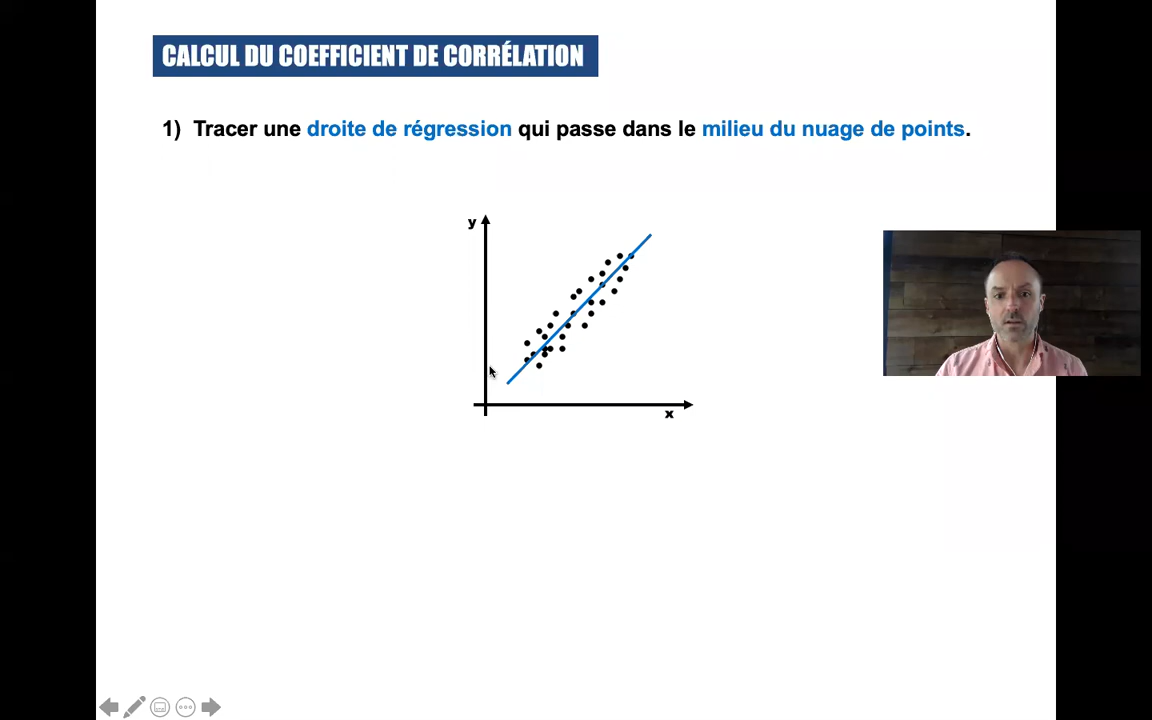 CALCUL DU COEFFICIENT DE CORRÉLATION
1) Tracer une droite de régression qui passe dans le milieu du nuage de points.
y
x